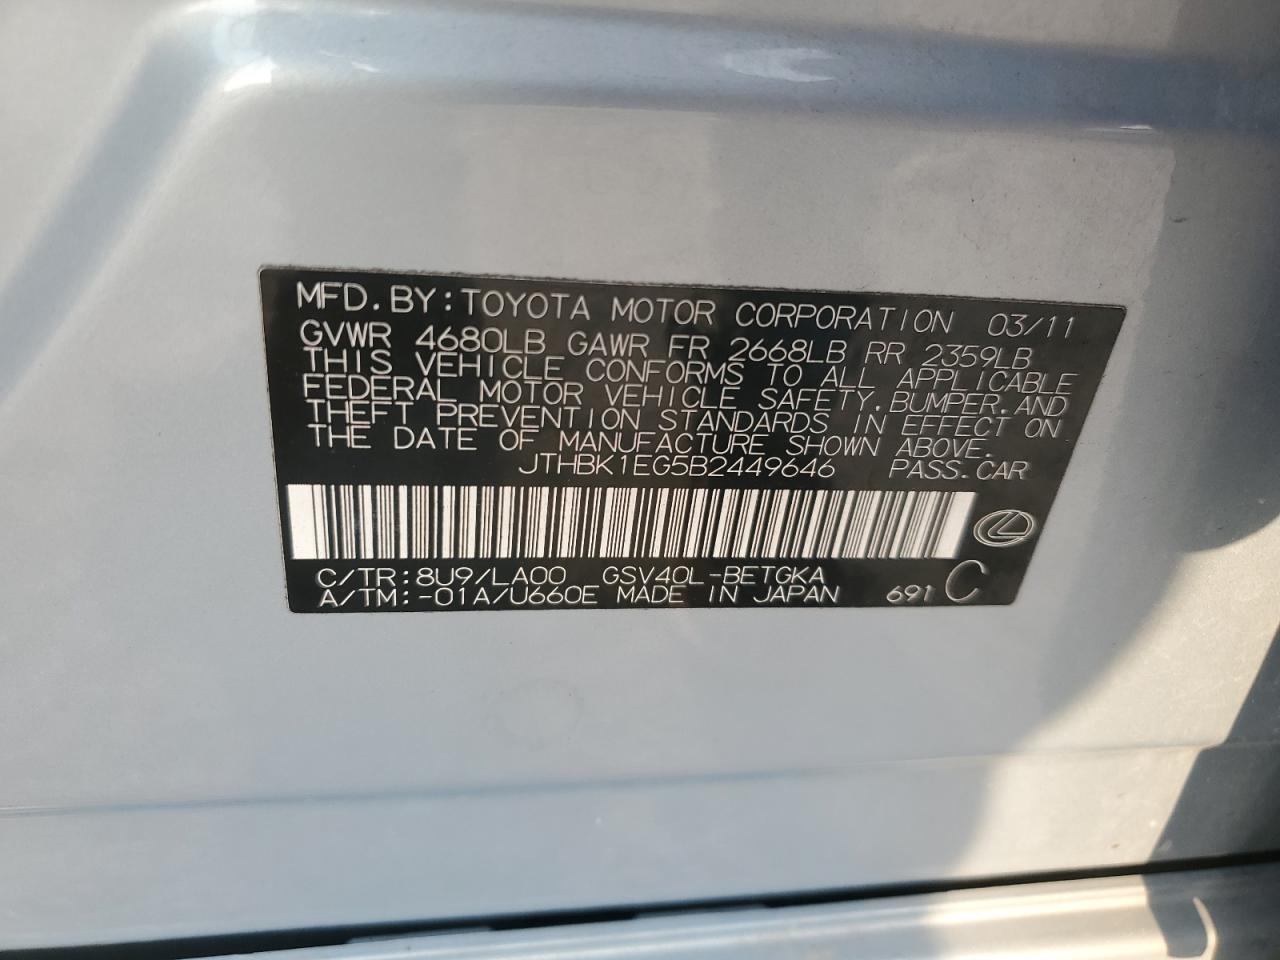 MFD.BY:TOYOTA MOTOR CORPORATION 03/11
GVWR 4680LB GAWR FR 2668LB RR 2359LB
THIS VEHICLE CONFORMS TO ALL APPLICABLE
FEDERAL MOTOR VEHICLE SAFETY,BUMPER,AND
THEFT PREVENTION STANDARDS IN EFFECT ON
THE DATE OF MANUFACTURE SHOWN ABOVE.
JTHBK1EG5B2449646 PASS.CAR
C/TR:8U9/LA00 GSV40L-BETGKA
A/TM:-01A/U660E MADE IN JAPAN 691 C